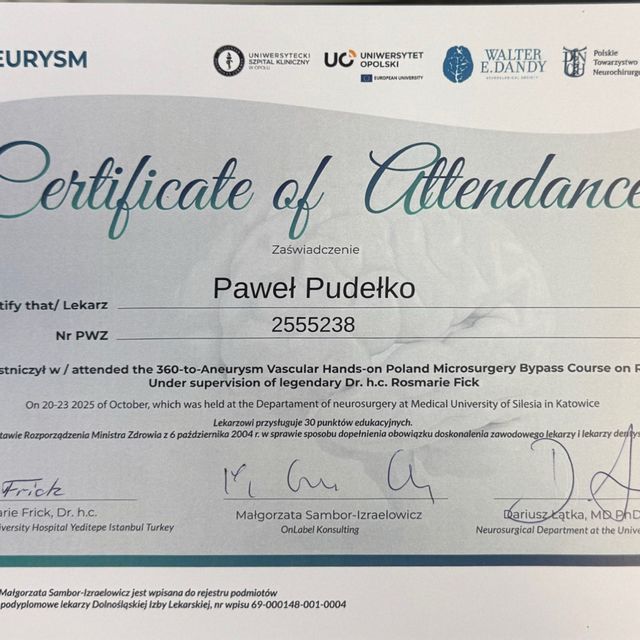 EURYSM
UNIWERSYTECKI
SZPITAL KLINICZNY
W OPOLU
UO UNIWERSYTET
OPOLSKI
EUROPEAN UNIVERSITY
WALTER
E. DANDY
NEUROLOGICAL SOCIETY
Polskie
Towarzystwo
Neurochirurg
Certificate of Attendance
Zaświadczenie
tify that/ Lekarz Paweł Pudełko
Nr PWZ 2555238
stniczył w / attended the 360-to-Aneurysm Vascular Hands-on Poland Microsurgery Bypass Course on R
Under supervision of legendary Dr. h.c. Rosmarie Fick
On 20-23 2025 of October, which was held at the Departament of neurosurgery at Medical University of Silesia in Katowice
Lekarzowi przysługuje 30 punktów edukacyjnych.
tawie Rozporządzenia Ministra Zdrowia z 6 października 2004 r. w sprawie sposobu dopełnienia obowiązku doskonalenia zawodowego lekarzy i lekarzy dentys
Frick
arie Frick, Dr. h.c.
iversity Hospital Yeditepe Istanbul Turkey
Małgorzata Sambor-Izraelowicz
OnLabel Konsulting
Dariusz Łątka, MD PhD
Neurosurgical Department at the Unive
Małgorzata Sambor-Izraelowicz jest wpisana do rejestru podmiotów
podyplomowe lekarzy Dolnośląskiej Izby Lekarskiej, nr wpisu 69-000148-001-0004